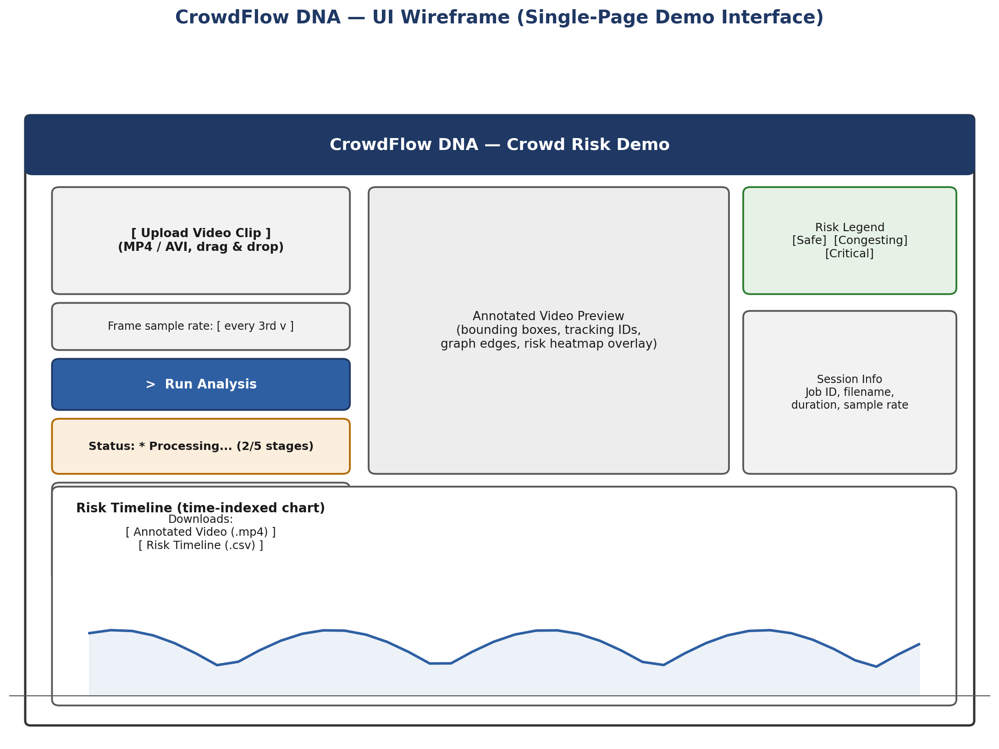 CrowdFlow DNA — UI Wireframe (Single-Page Demo Interface)
CrowdFlow DNA — Crowd Risk Demo
[ Upload Video Clip ]
(MP4 / AVI, drag & drop)
Frame sample rate: [ every 3rd v ]
> Run Analysis
Status: * Processing... (2/5 stages)
Annotated Video Preview
(bounding boxes, tracking IDs,
graph edges, risk heatmap overlay)
Risk Legend
[Safe] [Congesting]
[Critical]
Session Info
Job ID, filename,
duration, sample rate
Risk Timeline (time-indexed chart)
Downloads:
[ Annotated Video (.mp4) ]
[ Risk Timeline (.csv) ]